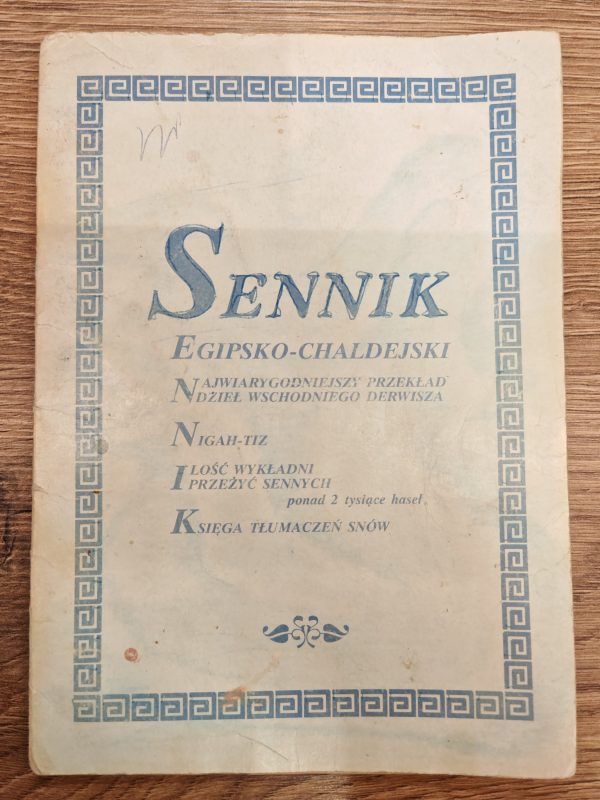 SENNIK
EGIPSKO-CHALDEJSKI
NAJWIARYGODNIEJSZY PRZEKŁAD
DZIEŁ WSCHODNIEGO DERWISZA
NIGAH-TIZ
ILOŚĆ WYKŁADNI
PRZEŻYĆ SENNYCH
ponad 2 tysiące haseł
KSIĘGA TŁUMACZEŃ SNÓW